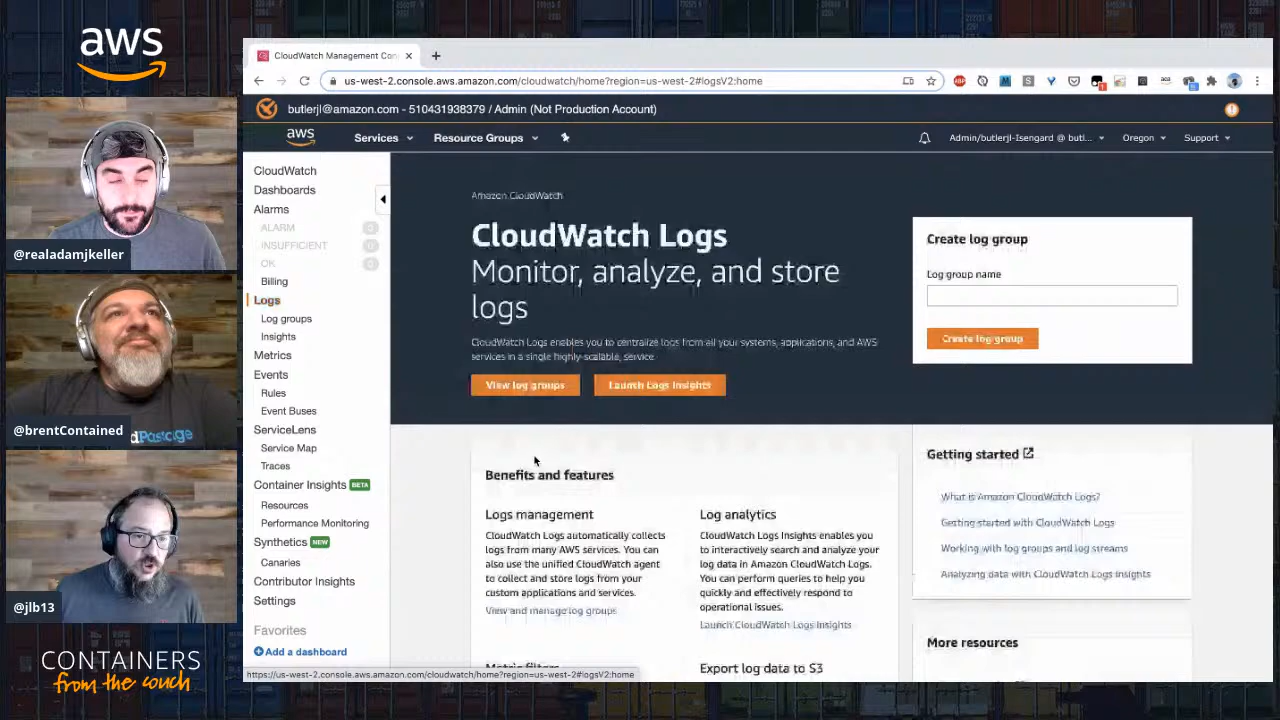 aws
@realadamjkeller
@brentContained
@jlb13
CONTAINERS
from the couch
CloudWatch Management Con
us-west-2.console.aws.amazon.com/cloudwatch/home?region=us-west-2#logsV2:home
butlerjl@amazon.com - 510431938379 / Admin (Not Production Account)
aws
Services
Resource Groups
Admin/butlerjl-Isengard @ butl...
Oregon
Support
CloudWatch
Dashboards
Alarms
ALARM 0
INSUFFICIENT 0
OK 0
Billing
Logs
Log groups
Insights
Metrics
Events
Rules
Event Buses
ServiceLens
Service Map
Traces
Container Insights BETA
Resources
Performance Monitoring
Synthetics NEW
Canaries
Contributor Insights
Settings
Favorites
Add a dashboard
Amazon CloudWatch
CloudWatch Logs
Monitor, analyze, and store
logs
CloudWatch Logs enables you to centralize logs from all your systems, applications, and AWS
services in a single highly scalable, service.
View log groups
Launch Logs Insights
Create log group
Log group name
Create log group
Benefits and features
Logs management
CloudWatch Logs automatically collects
logs from many AWS services. You can
also use the unified CloudWatch agent
to collect and store logs from your
custom applications and services.
View and manage log groups
Log analytics
CloudWatch Logs Insights enables you
to interactively search and analyze your
log data in Amazon CloudWatch Logs.
You can perform queries to help you
quickly and effectively respond to
operational issues.
Launch CloudWatch Logs Insights
Metric filters
Export log data to S3
Getting started
What is Amazon CloudWatch Logs?
Getting started with CloudWatch Logs
Working with log groups and log streams
Analyzing data with CloudWatch Logs Insights
More resources
https://us-west-2.console.aws.amazon.com/cloudwatch/home?region=us-west-2#logsV2:home